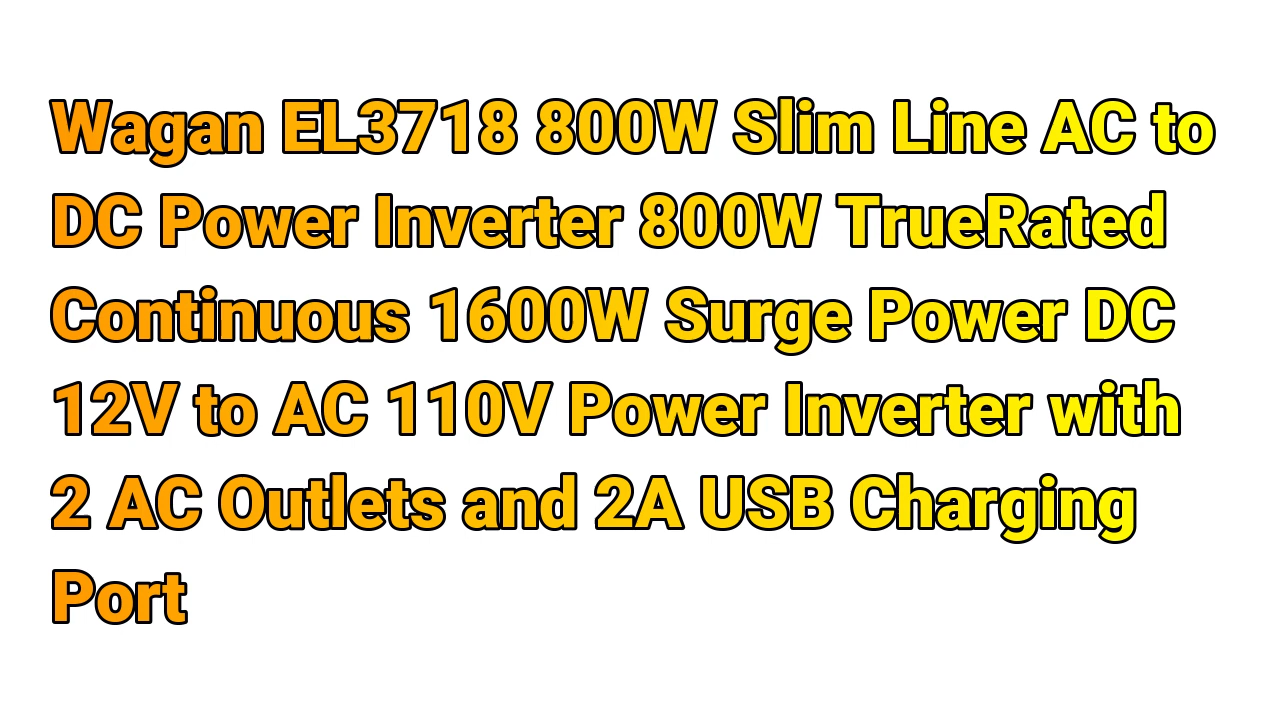 Wagan EL3718 800W Slim Line AC to
DC Power Inverter 800W TrueRated
Continuous 1600W Surge Power DC
12V to AC 110V Power Inverter with
2 AC Outlets and 2A USB Charging
Port